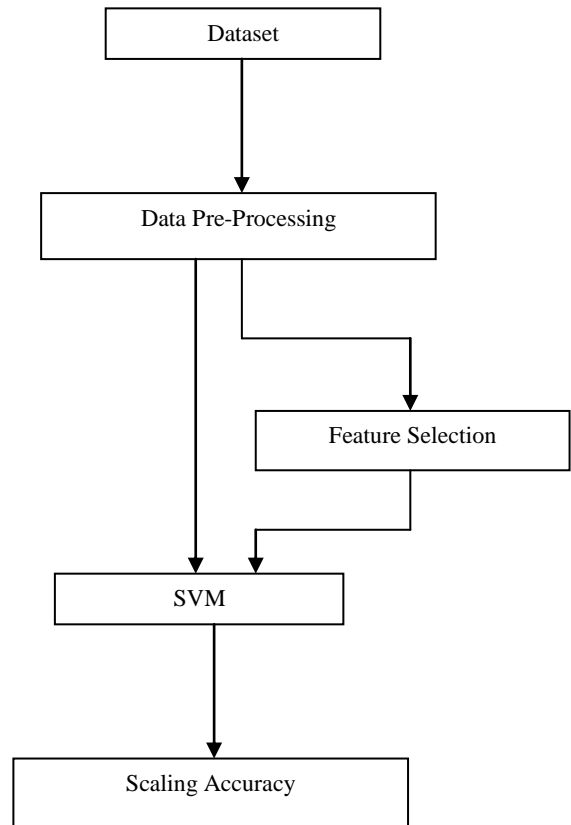 Dataset
Data Pre-Processing
Feature Selection
SVM
Scaling Accuracy